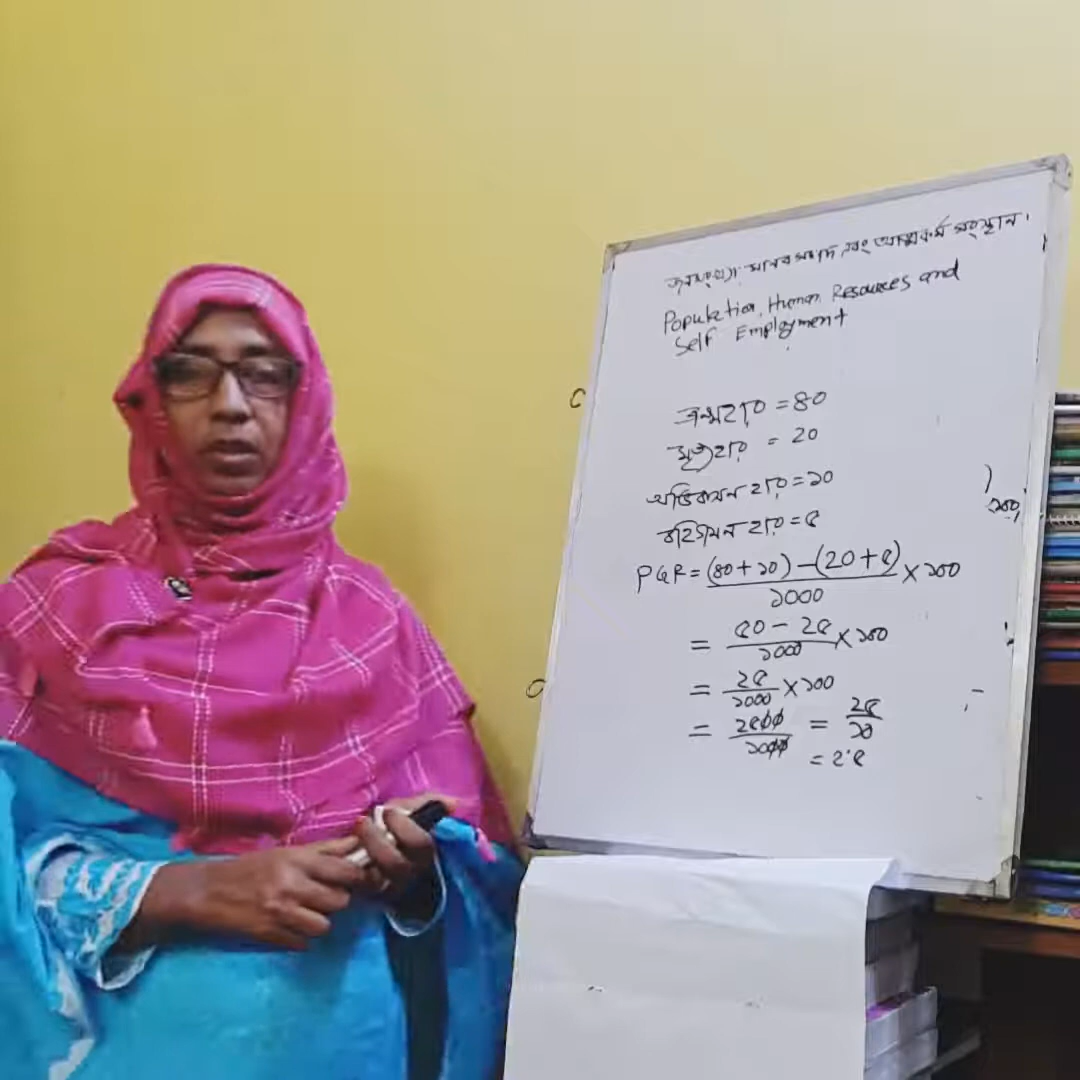 জনসংখ্যা, মানব সম্পদ এবং আত্মকর্ম সংস্থান।
Population, Human Resources and
Self Employment
জন্মহার = ৪০
মৃত্যুহার = ২০
অভিবাসন হার = ১০
বহির্গমন হার = ৫
PGR = (৪০+১০) – (২০+৫) / ১০০০ × ১০০
= ৫০ – ২৫ / ১০০০ × ১০০
= ২৫ / ১০০০ × ১০০
= ২৫০০ / ১০০০ = ২৫ / ১০
= ২.৫